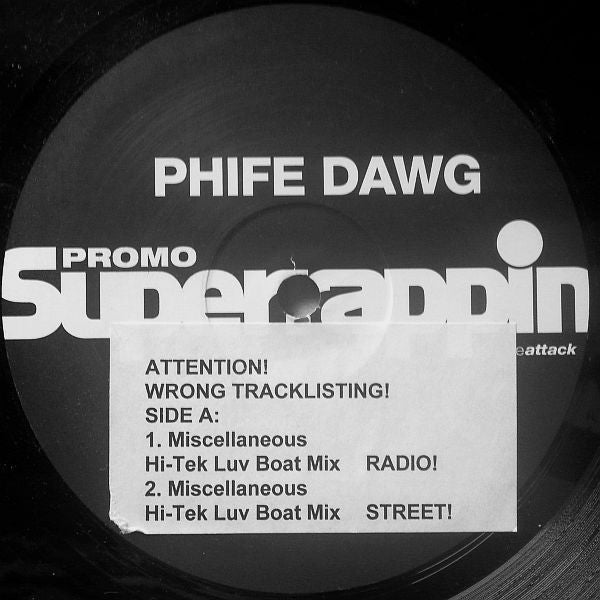 PHIFE DAWG
PROMO
Superrappin
eattack
ATTENTION!
WRONG TRACKLISTING!
SIDE A:
1. Miscellaneous
Hi-Tek Luv Boat Mix RADIO!
2. Miscellaneous
Hi-Tek Luv Boat Mix STREET!